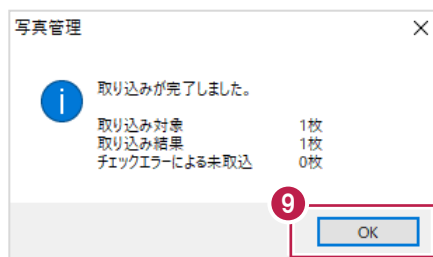 写真管理
取り込みが完了しました。
取り込み対象 1枚
取り込み結果 1枚
チェックエラーによる未取込 0枚
9
OK